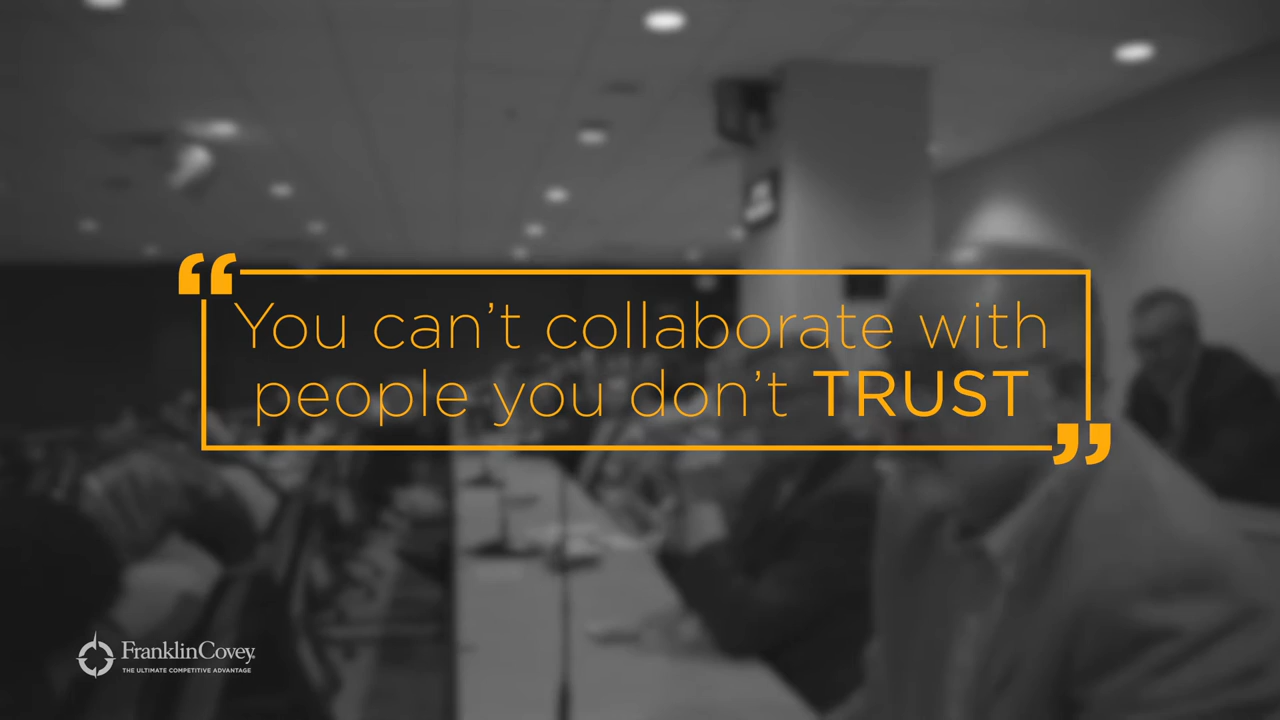 “You can’t collaborate with
people you don’t TRUST”
FranklinCovey®
THE ULTIMATE COMPETITIVE ADVANTAGE